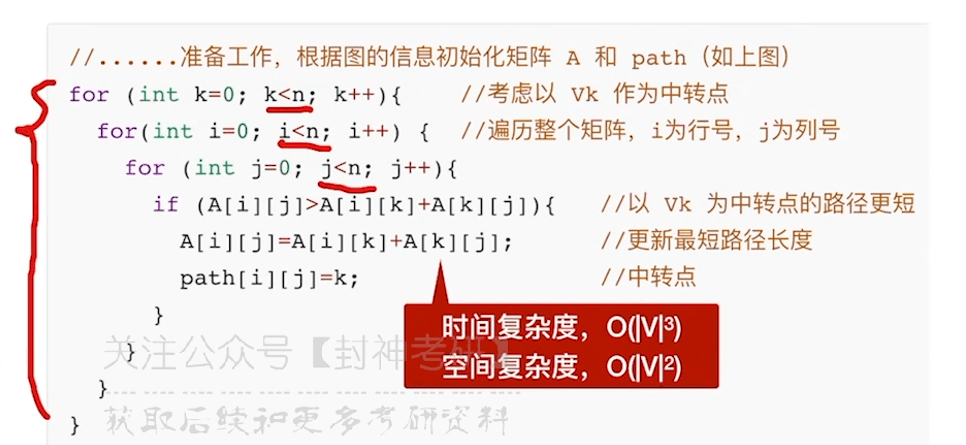 //......准备工作，根据图的信息初始化矩阵 A 和 path（如上图）
for (int k=0; k<n; k++){ //考虑以 Vk 作为中转点
for(int i=0; i<n; i++) { //遍历整个矩阵，i为行号，j为列号
for (int j=0; j<n; j++){
if (A[i][j]>A[i][k]+A[k][j]){ //以 Vk 为中转点的路径更短
A[i][j]=A[i][k]+A[k][j]; //更新最短路径长度
path[i][j]=k; //中转点
}
时间复杂度，O(|V|³)
关注公众号【封神考研】
}
空间复杂度，O(|V|²)
}
获取后续和更多考研资料
}